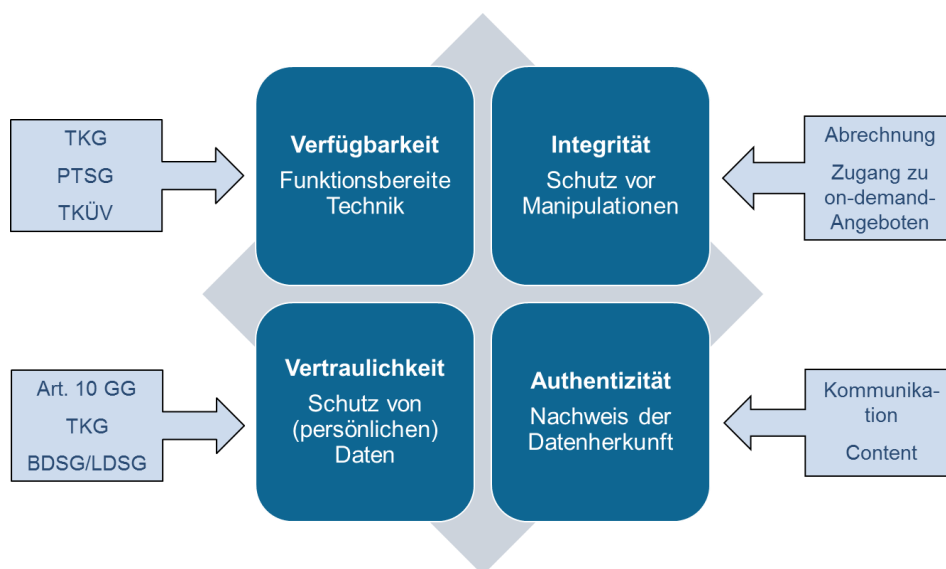 TKG
PTSG
TKÜV
Verfügbarkeit
Funktionsbereite
Technik
Integrität
Schutz vor
Manipulationen
Abrechnung
Zugang zu
on-demand-
Angeboten
Art. 10 GG
TKG
BDSG/LDSG
Vertraulichkeit
Schutz von
(persönlichen)
Daten
Authentizität
Nachweis der
Datenherkunft
Kommunika-
tion
Content